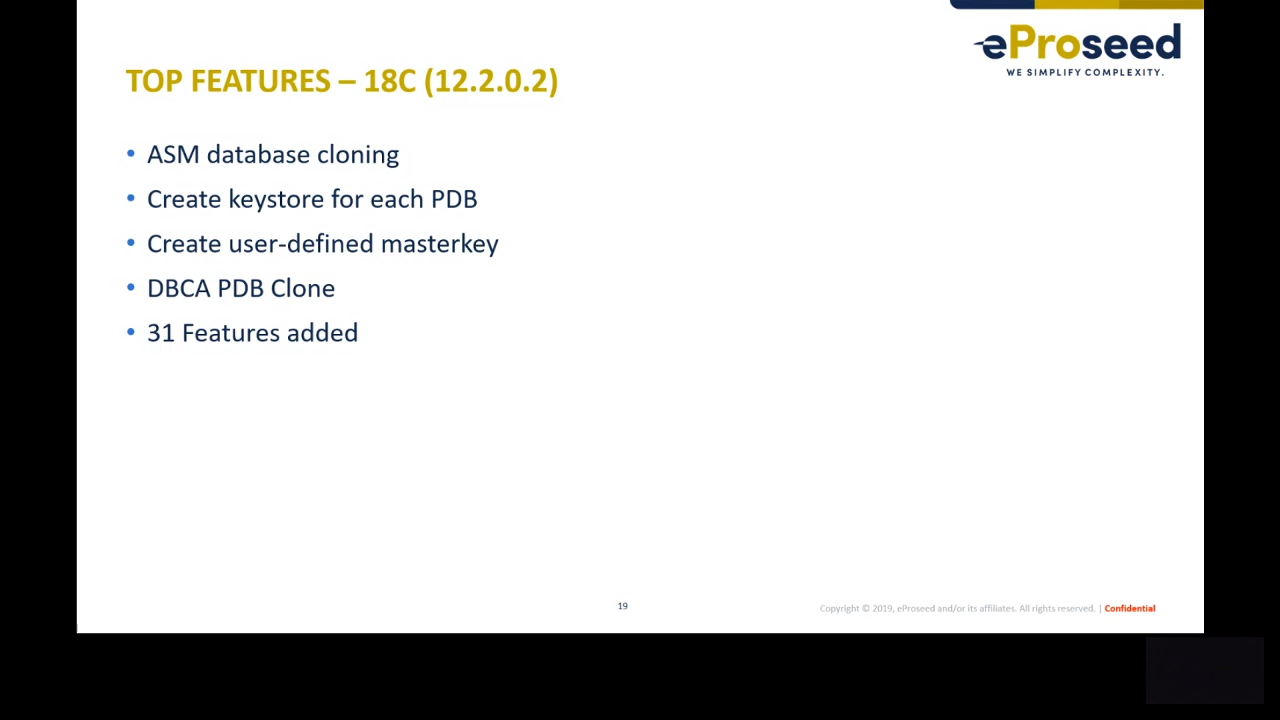 eProseed
WE SIMPLIFY COMPLEXITY.
TOP FEATURES – 18C (12.2.0.2)
• ASM database cloning
• Create keystore for each PDB
• Create user-defined masterkey
• DBCA PDB Clone
• 31 Features added
19
Copyright © 2019, eProseed and/or its affiliates. All rights reserved. | Confidential